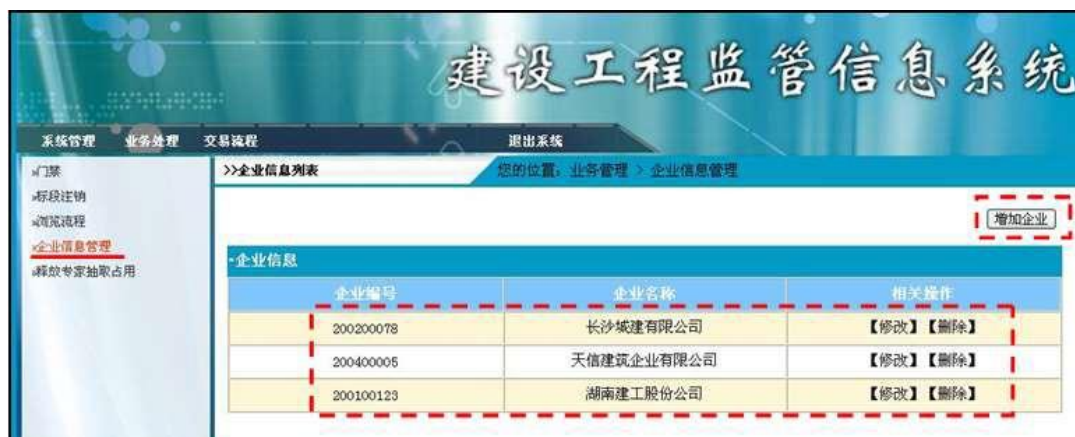 建设工程监管信息系统
系统管理 业务处理 交易流程 退出系统
»门禁
»标段注销
»浏览流程
»企业信息管理
»释放专家抽取占用
>>企业信息列表 您的位置：业务管理 > 企业信息管理
增加企业
·企业信息
企业编号 企业名称 相关操作
200200078 长沙城建有限公司 【修改】【删除】
200400005 天信建筑企业有限公司 【修改】【删除】
200100123 湖南建工股份公司 【修改】【删除】